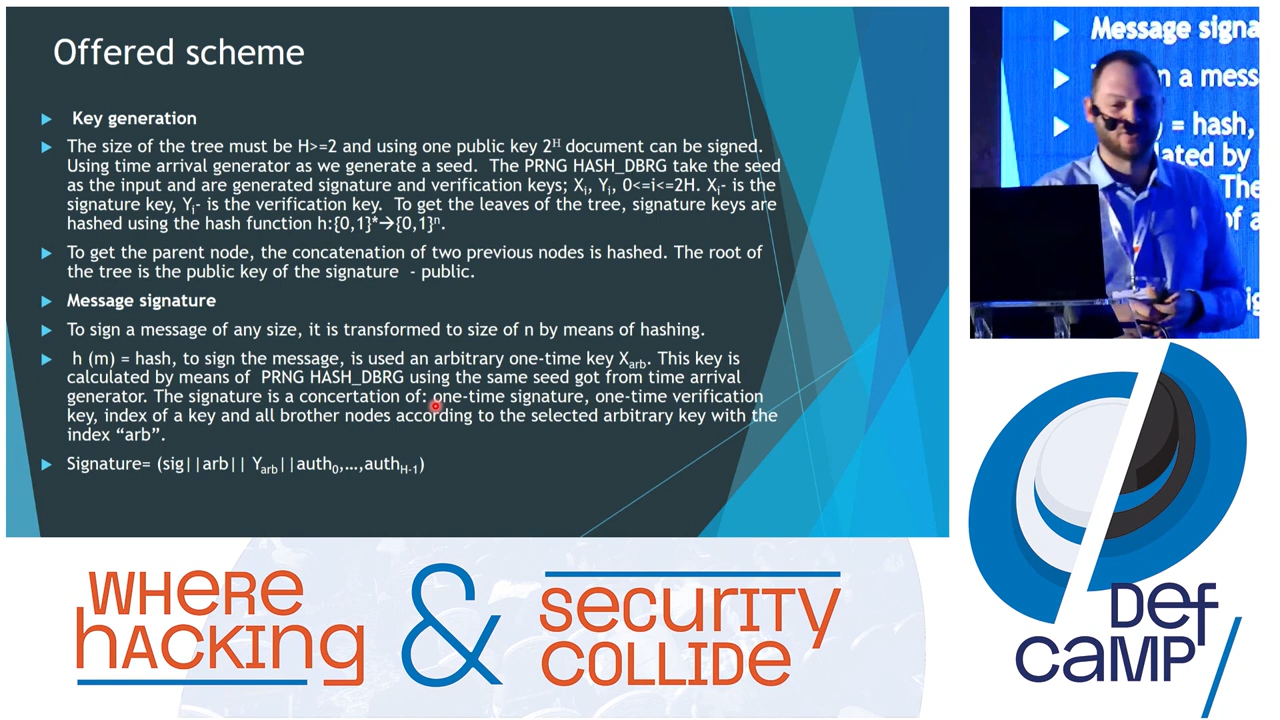 Offered scheme
Key generation
The size of the tree must be H>=2 and using one public key 2ᴴ document can be signed.
Using time arrival generator as we generate a seed. The PRNG HASH_DBRG take the seed
as the input and are generated signature and verification keys; Xᵢ, Yᵢ, 0<=i<=2H. Xᵢ- is the
signature key, Yᵢ- is the verification key. To get the leaves of the tree, signature keys are
hashed using the hash function h:{0,1}*→{0,1}ⁿ.
To get the parent node, the concatenation of two previous nodes is hashed. The root of
the tree is the public key of the signature - public.
Message signature
To sign a message of any size, it is transformed to size of n by means of hashing.
h (m) = hash, to sign the message, is used an arbitrary one-time key Xarb. This key is
calculated by means of PRNG HASH_DBRG using the same seed got from time arrival
generator. The signature is a concertation of: one-time signature, one-time verification
key, index of a key and all brother nodes according to the selected arbitrary key with the
index “arb”.
Signature= (sig||arb|| Yarb||auth₀,...,authH-1)
Message signa
n a mess
= hash,
lated by
The
of a
WHERE
HACKING
&
SECURITY
COLLIDE
DEF
CAMP